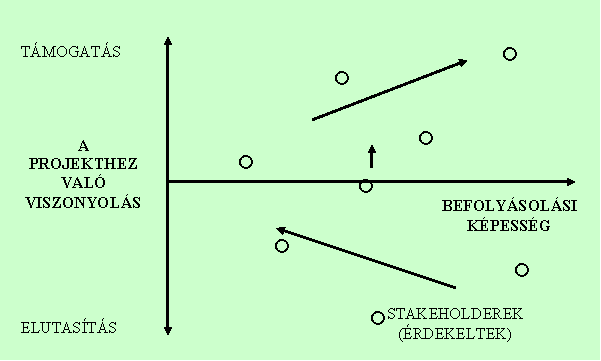 TÁMOGATÁS
A
PROJEKTHEZ
VALÓ
VISZONYOLÁS
BEFOLYÁSOLÁSI
KÉPESSÉG
ELUTASÍTÁS
STAKEHOLDEREK
(ÉRDEKELTEK)